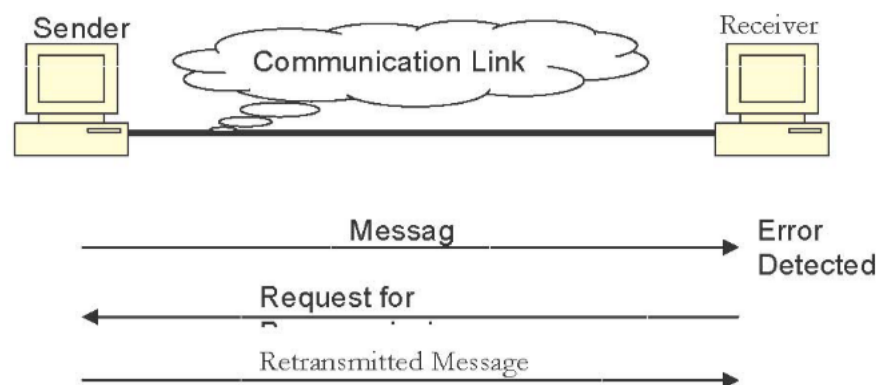 Sender
Receiver
Communication Link
Messag
Error
Detected
Request for
Retransmitted Message